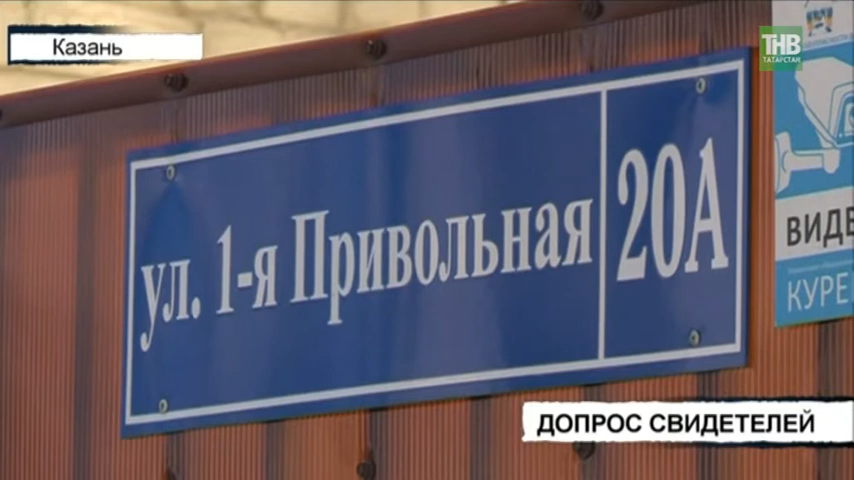 Казань
ТНВ
ТАТАРСТАН
ул. 1-я Привольная
20А
ВИДЕ
КУРЕ
ДОПРОС СВИДЕТЕЛЕЙ